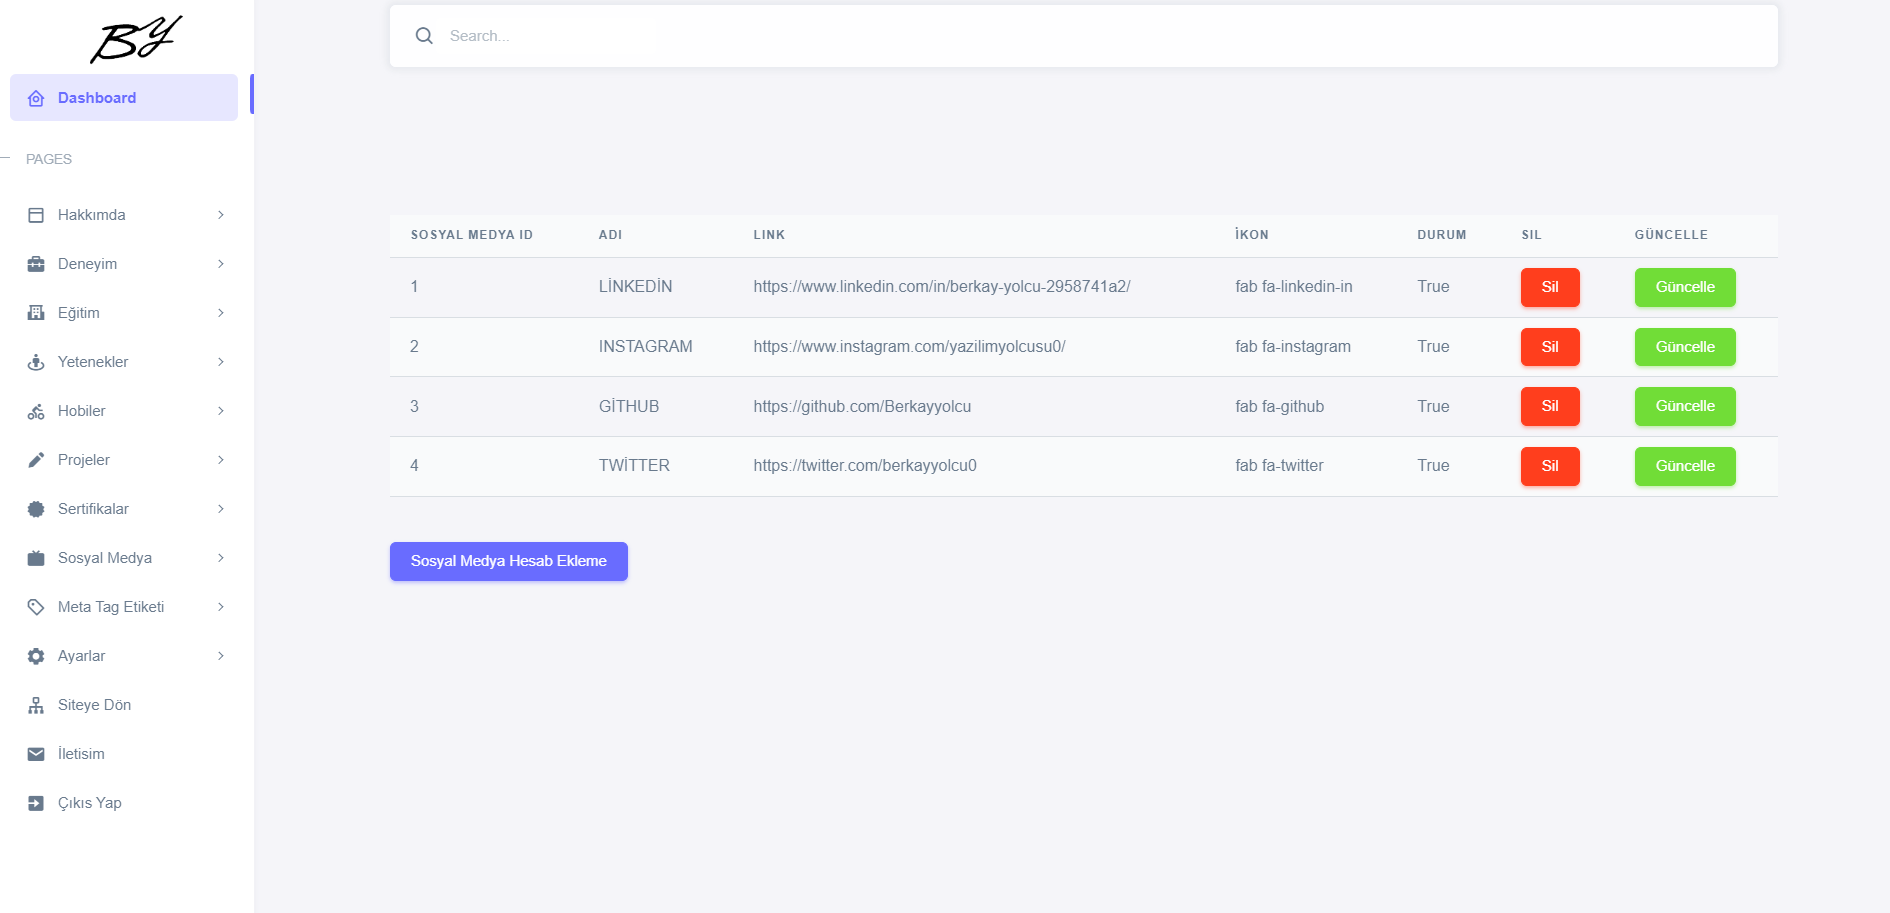 BY
Search...
Dashboard
PAGES
Hakkımda
Deneyim
Eğitim
Yetenekler
Hobiler
Projeler
Sertifikalar
Sosyal Medya
Meta Tag Etiketi
Ayarlar
Siteye Dön
İletisim
Çıkıs Yap
SOSYAL MEDYA ID ADI LINK İKON DURUM SIL GÜNCELLE
1 LİNKEDİN https://www.linkedin.com/in/berkay-yolcu-2958741a2/ fab fa-linkedin-in True Sil Güncelle
2 INSTAGRAM https://www.instagram.com/yazilimyolcusu0/ fab fa-instagram True Sil Güncelle
3 GİTHUB https://github.com/Berkayyolcu fab fa-github True Sil Güncelle
4 TWİTTER https://twitter.com/berkayyolcu0 fab fa-twitter True Sil Güncelle
Sosyal Medya Hesab Ekleme